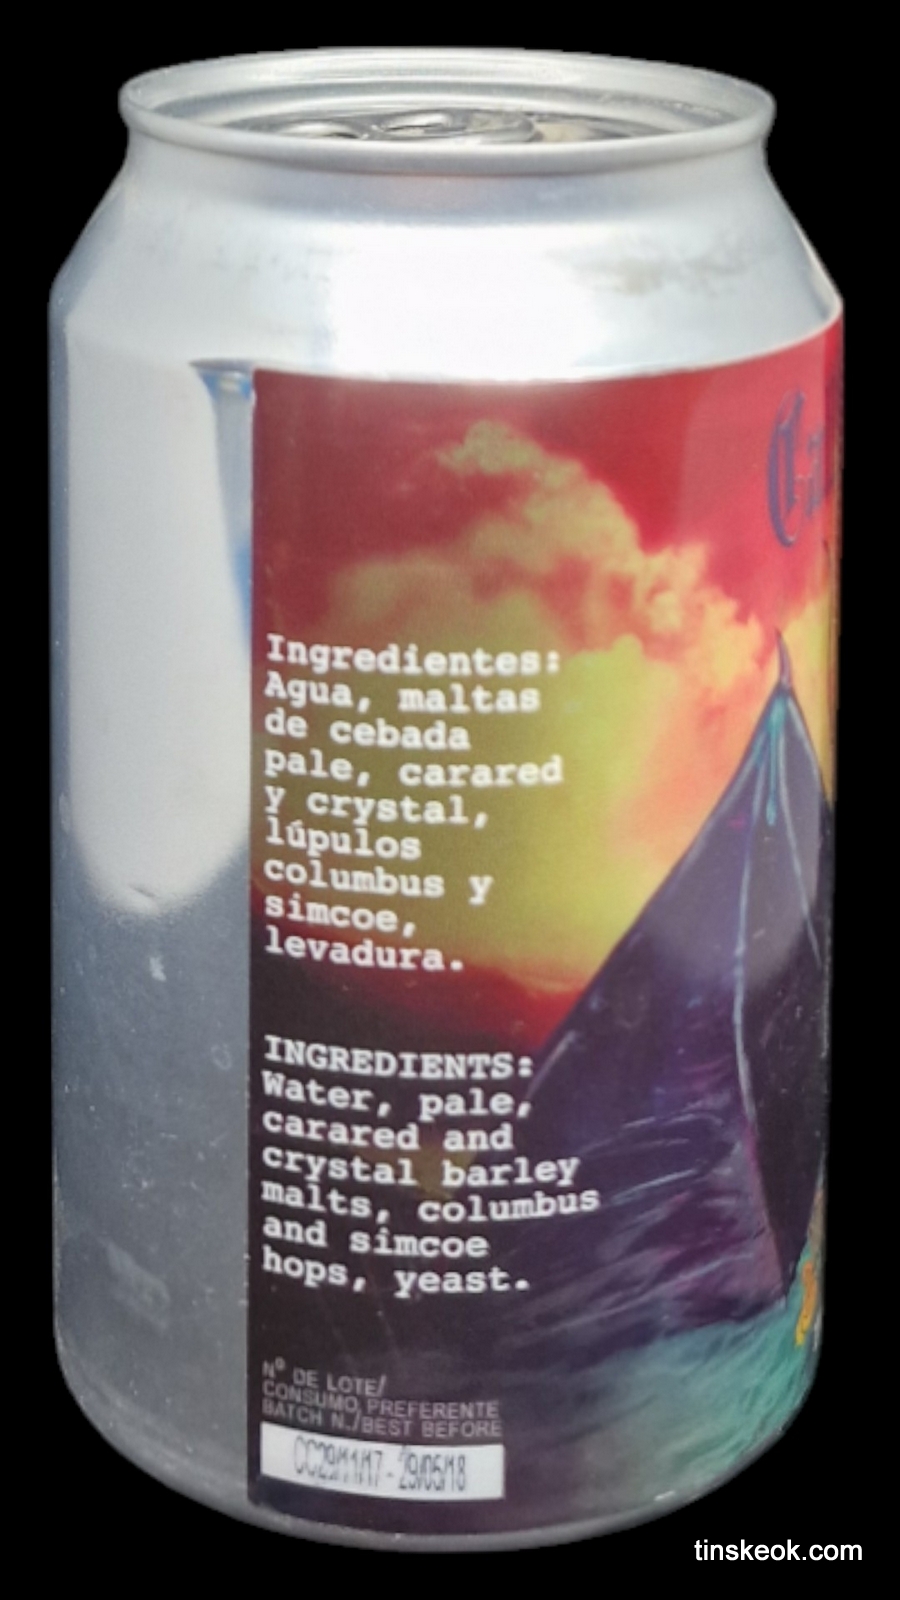 Ca
Ingredientes:
Agua, maltas
de cebada
pale, carared
y crystal,
lúpulos
columbus y
simcoe,
levadura.
INGREDIENTS:
Water, pale,
carared and
crystal barley
malts, columbus
and simcoe
hops, yeast.
Nº DE LOTE/
CONSUMO PREFERENTE
BATCH N./BEST BEFORE
CC29/11/17 - 29/05/18
tinskeok.com